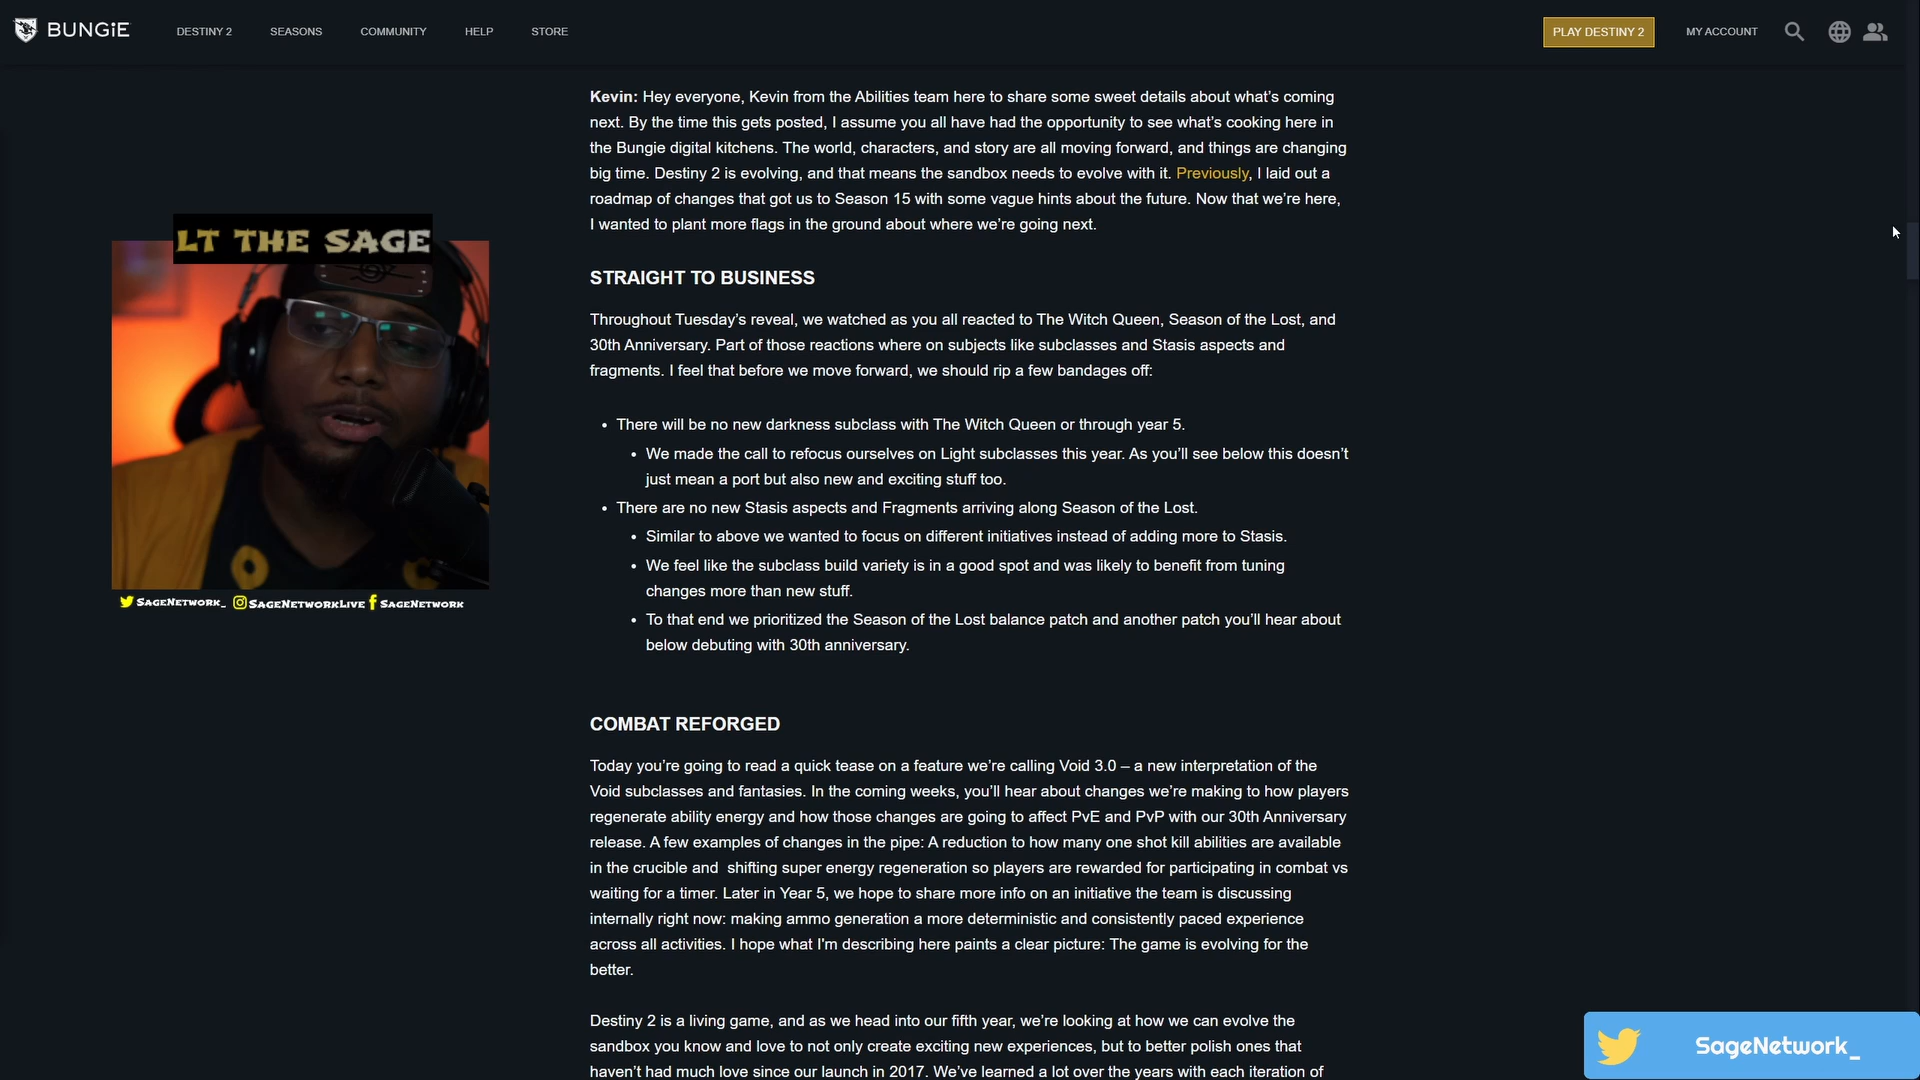 BUNGiE
DESTINY 2
SEASONS
COMMUNITY
HELP
STORE
PLAY DESTINY 2
MY ACCOUNT
Kevin: Hey everyone, Kevin from the Abilities team here to share some sweet details about what’s coming
next. By the time this gets posted, I assume you all have had the opportunity to see what’s cooking here in
the Bungie digital kitchens. The world, characters, and story are all moving forward, and things are changing
big time. Destiny 2 is evolving, and that means the sandbox needs to evolve with it. Previously, I laid out a
roadmap of changes that got us to Season 15 with some vague hints about the future. Now that we’re here,
I wanted to plant more flags in the ground about where we’re going next.
LT THE SAGE
SAGENETWORK_ SAGENETWORKLIVE SAGENETWORK
STRAIGHT TO BUSINESS
Throughout Tuesday’s reveal, we watched as you all reacted to The Witch Queen, Season of the Lost, and
30th Anniversary. Part of those reactions where on subjects like subclasses and Stasis aspects and
fragments. I feel that before we move forward, we should rip a few bandages off:
• There will be no new darkness subclass with The Witch Queen or through year 5.
• We made the call to refocus ourselves on Light subclasses this year. As you’ll see below this doesn’t
just mean a port but also new and exciting stuff too.
• There are no new Stasis aspects and Fragments arriving along Season of the Lost.
• Similar to above we wanted to focus on different initiatives instead of adding more to Stasis.
• We feel like the subclass build variety is in a good spot and was likely to benefit from tuning
changes more than new stuff.
• To that end we prioritized the Season of the Lost balance patch and another patch you’ll hear about
below debuting with 30th anniversary.
COMBAT REFORGED
Today you’re going to read a quick tease on a feature we’re calling Void 3.0 – a new interpretation of the
Void subclasses and fantasies. In the coming weeks, you’ll hear about changes we’re making to how players
regenerate ability energy and how those changes are going to affect PvE and PvP with our 30th Anniversary
release. A few examples of changes in the pipe: A reduction to how many one shot kill abilities are available
in the crucible and  shifting super energy regeneration so players are rewarded for participating in combat vs
waiting for a timer. Later in Year 5, we hope to share more info on an initiative the team is discussing
internally right now: making ammo generation a more deterministic and consistently paced experience
across all activities. I hope what I'm describing here paints a clear picture: The game is evolving for the
better.
Destiny 2 is a living game, and as we head into our fifth year, we’re looking at how we can evolve the
sandbox you know and love to not only create exciting new experiences, but to better polish ones that
haven’t had much love since our launch in 2017. We’ve learned a lot over the years with each iteration of
SageNetwork_